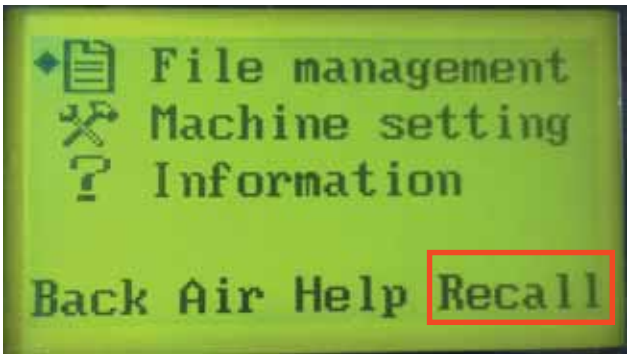 File management
Machine setting
? Information
Back Air Help Recall